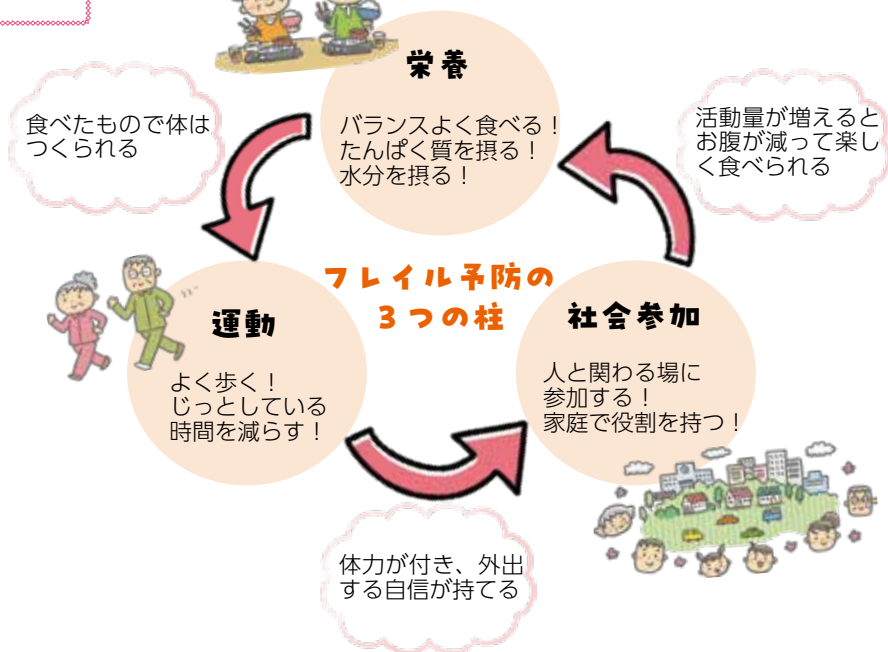 栄養
バランスよく食べる！
たんぱく質を摂る！
水分を摂る！
食べたもので体は
つくられる
活動量が増えると
お腹が減って楽し
く食べられる
フレイル予防の
３つの柱
運動
よく歩く！
じっとしている
時間を減らす！
社会参加
人と関わる場に
参加する！
家庭で役割を持つ！
体力が付き、外出
する自信が持てる